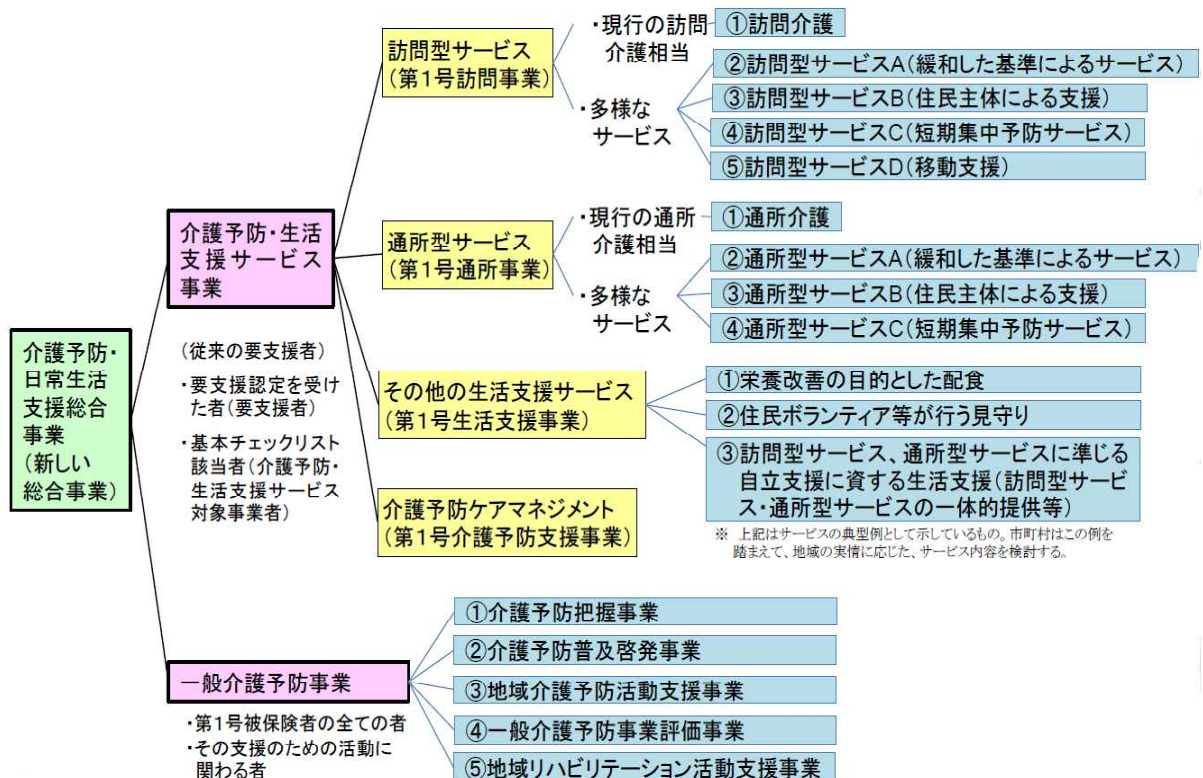 介護予防・
日常生活
支援総合
事業
(新しい
総合事業)
介護予防・生活
支援サービス
事業
(従来の要支援者)
・要支援認定を受け
た者(要支援者)
・基本チェックリスト
該当者(介護予防・
生活支援サービス
対象事業者)
訪問型サービス
(第1号訪問事業)
・現行の訪問
介護相当
①訪問介護
・多様な
サービス
②訪問型サービスA(緩和した基準によるサービス)
③訪問型サービスB(住民主体による支援)
④訪問型サービスC(短期集中予防サービス)
⑤訪問型サービスD(移動支援)
通所型サービス
(第1号通所事業)
・現行の通所
介護相当
①通所介護
・多様な
サービス
②通所型サービスA(緩和した基準によるサービス)
③通所型サービスB(住民主体による支援)
④通所型サービスC(短期集中予防サービス)
その他の生活支援サービス
(第1号生活支援事業)
①栄養改善の目的とした配食
②住民ボランティア等が行う見守り
③訪問型サービス、通所型サービスに準じる
自立支援に資する生活支援(訪問型サービ
ス・通所型サービスの一体的提供等)
※ 上記はサービスの典型例として示しているもの。市町村はこの例を
踏まえて、地域の実情に応じた、サービス内容を検討する。
介護予防ケアマネジメント
(第1号介護予防支援事業)
一般介護予防事業
・第1号被保険者の全ての者
・その支援のための活動に
関わる者
①介護予防把握事業
②介護予防普及啓発事業
③地域介護予防活動支援事業
④一般介護予防事業評価事業
⑤地域リハビリテーション活動支援事業